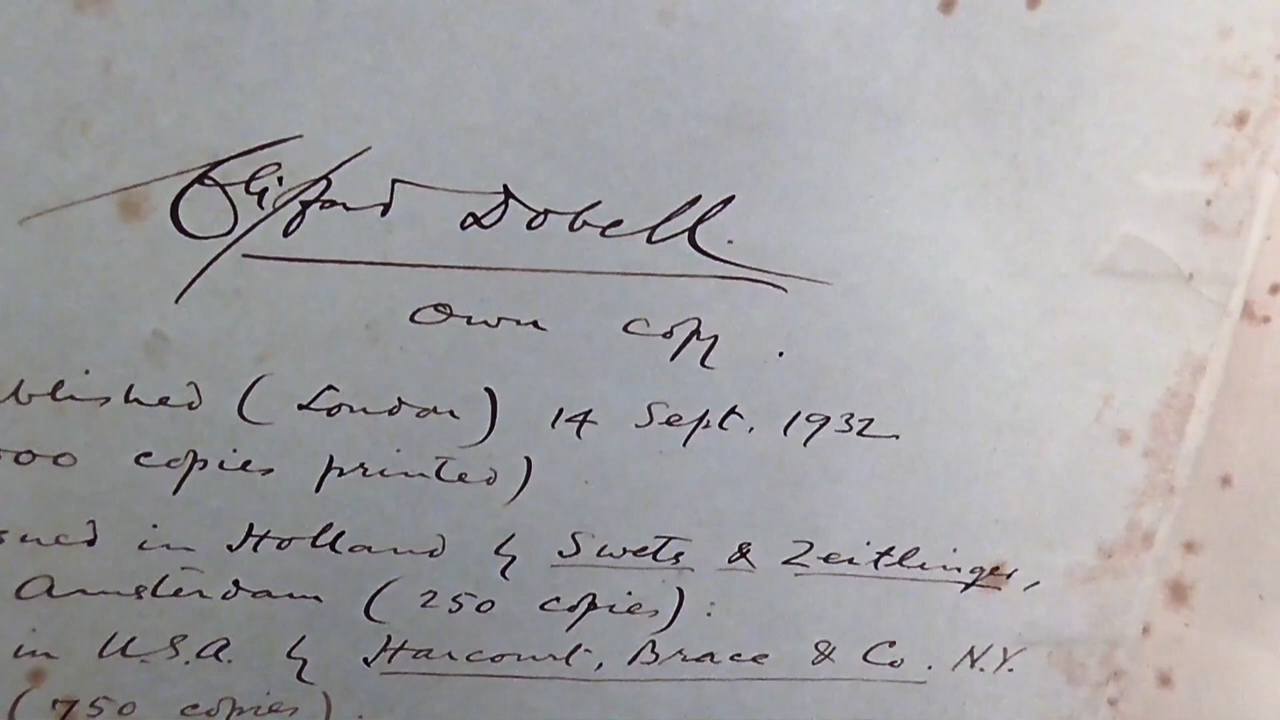 Clifford Dobell.
own copy.
blished (London) 14 Sept. 1932
000 copies printed)
sued in Holland by Swets & Zeitlinger,
Amsterdam (250 copies):
in U.S.A. by Harcourt, Brace & Co. N.Y.
(750 copies).